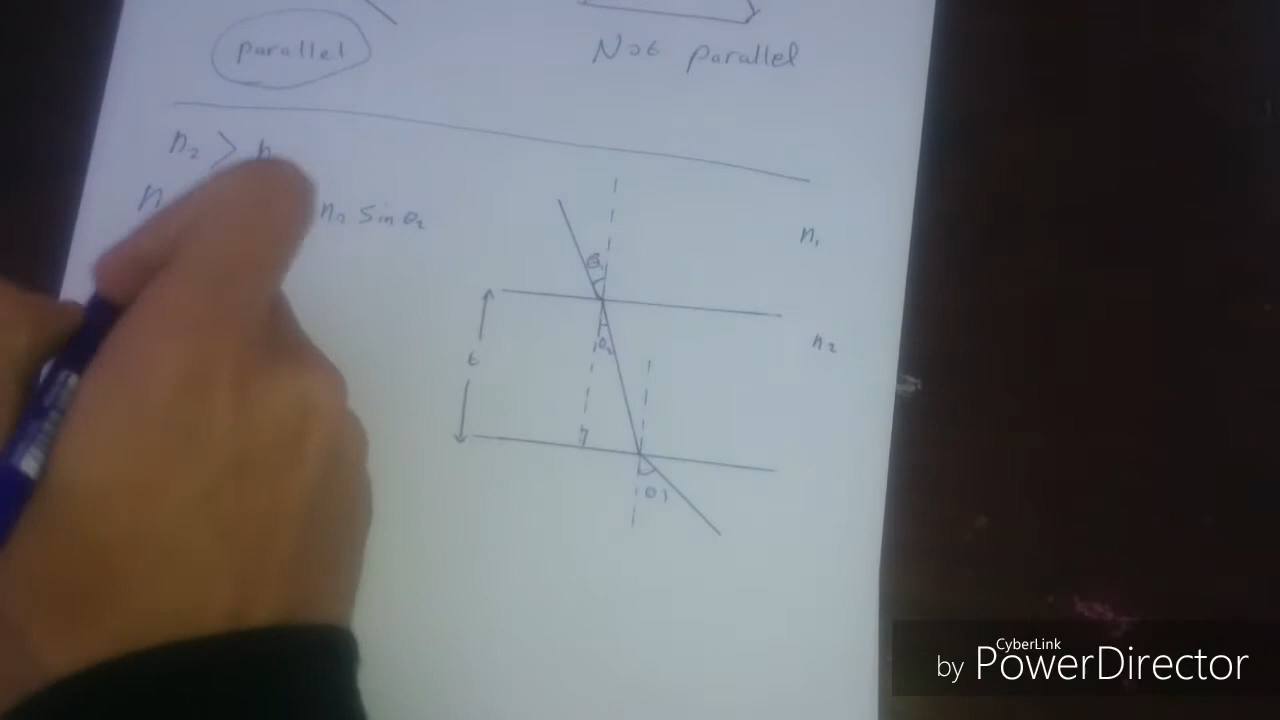 parallel
Not parallel
n₂ >
n₂ Sin θ₂
n₁
θ₁
n₂
θ₂
t
θ₁
CyberLink
by PowerDirector